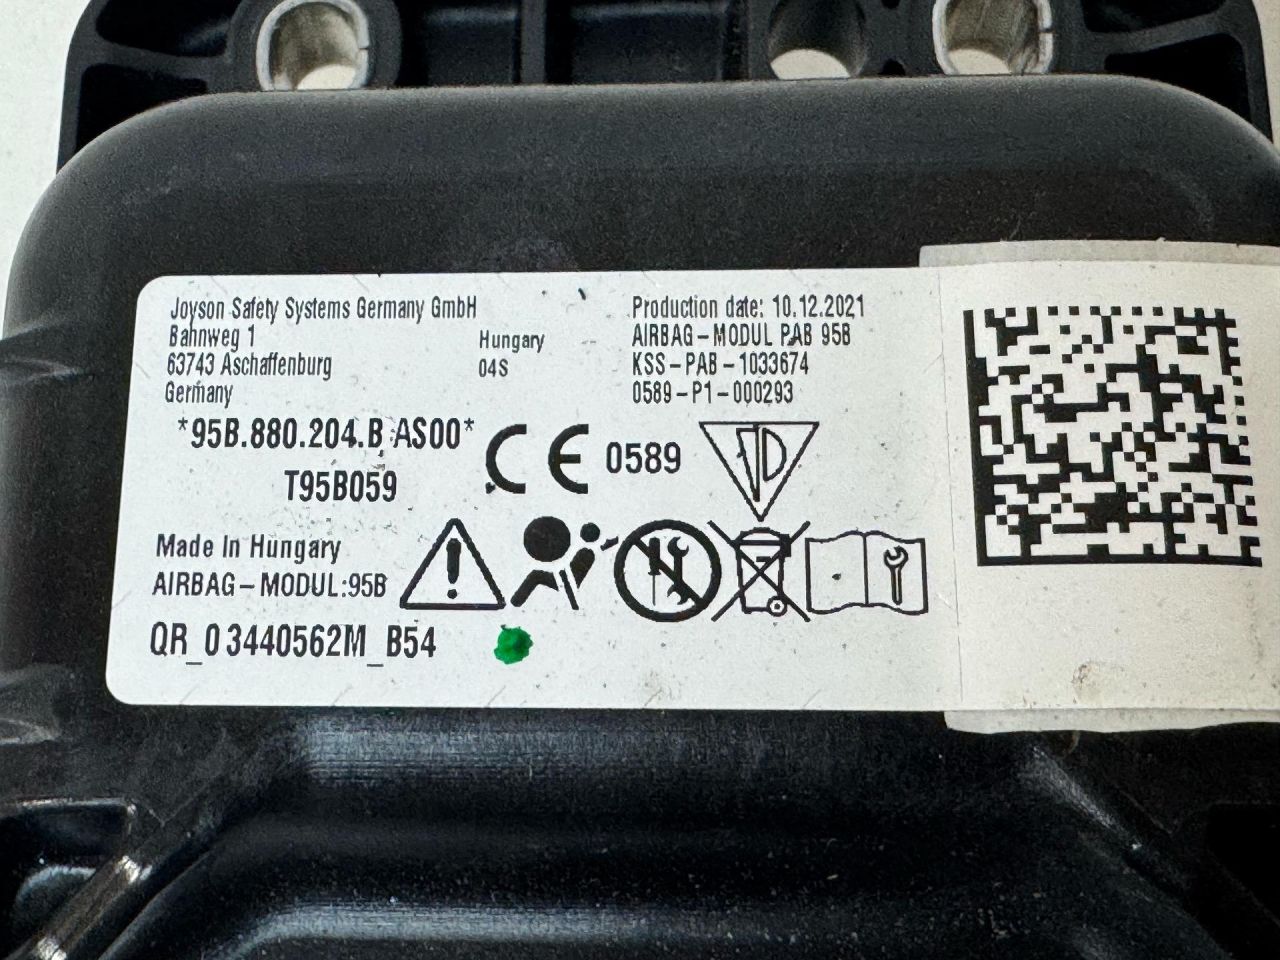 Joyson Safety Systems Germany GmbH
Bahnweg 1
63743 Aschaffenburg
Germany
Hungary
04S
Production date: 10.12.2021
AIRBAG-MODUL PAB 95B
KSS-PAB-1033674
0589-P1-000293
*95B.880.204.B AS00*
T95B059
CE 0589
Made In Hungary
AIRBAG-MODUL:95B
QR_03440562M_B54